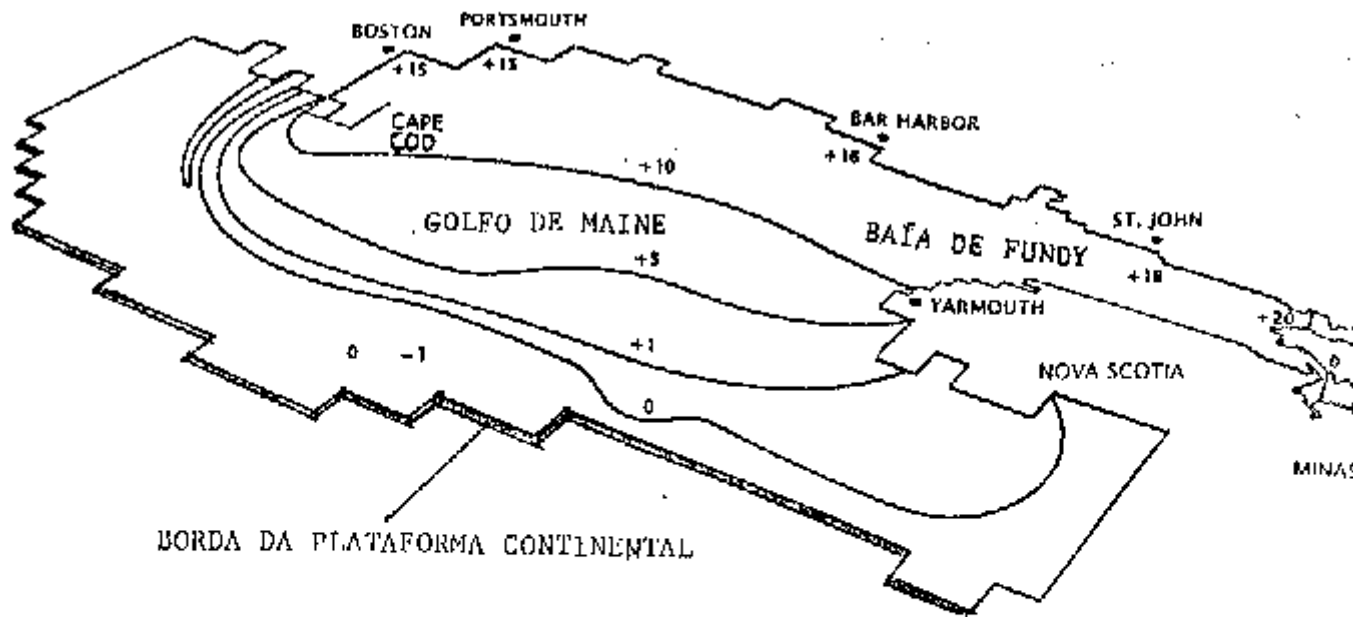 PORTSMOUTH
BOSTON
+15
+15
CAPE
COD
BAR HARBOR
+16
+10
ST. JOHN
GOLFO DE MAINE
BAÍA DE FUNDY
+5
+18
YARMOUTH
+20
0 -1
+1
0
NOVA SCOTIA
0
MINAS
BORDA DA PLATAFORMA CONTINENTAL